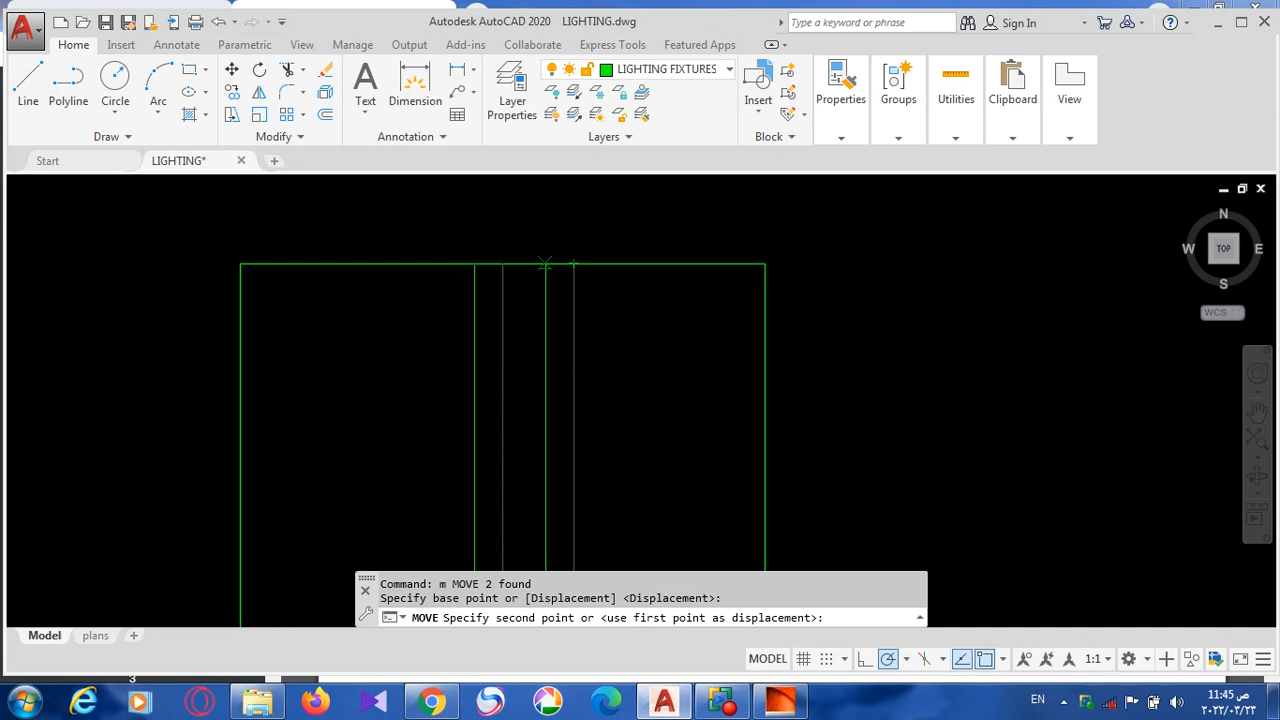 Autodesk AutoCAD 2020 LIGHTING.dwg
Type a keyword or phrase
Sign In
Home Insert Annotate Parametric View Manage Output Add-ins Collaborate Express Tools Featured Apps
LIGHTING FIXTURES
Line Polyline Circle Arc
Text Dimension
Layer
Properties
Insert
Properties Groups Utilities Clipboard View
Draw Modify Annotation Layers Block
Start LIGHTING*
N
W TOP E
S
WCS
Command: m MOVE 2 found
Specify base point or [Displacement] <Displacement>:
MOVE Specify second point or <use first point as displacement>:
Model plans
MODEL 1:1
3
EN
11:45 ص
٢٠٢٢/٠٣/٢٣